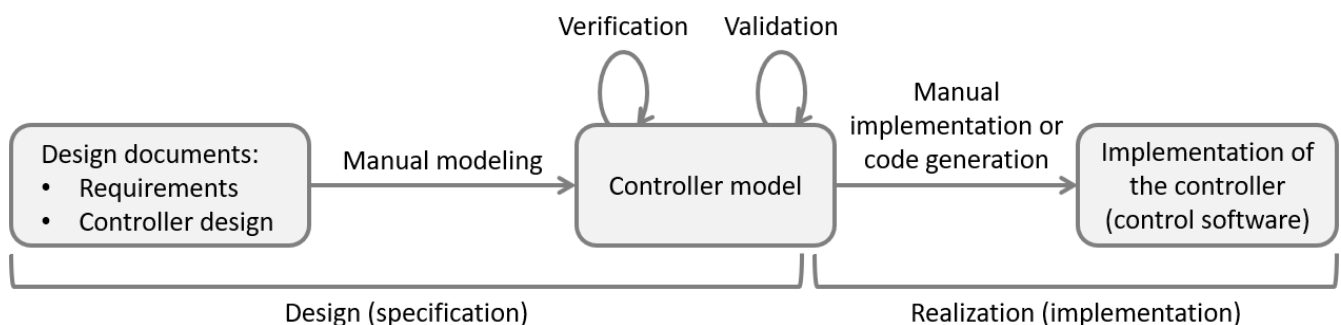 Verification
Validation
Design documents:
• Requirements
• Controller design
Manual modeling
Controller model
Manual
implementation or
code generation
Implementation of
the controller
(control software)
Design (specification)
Realization (implementation)